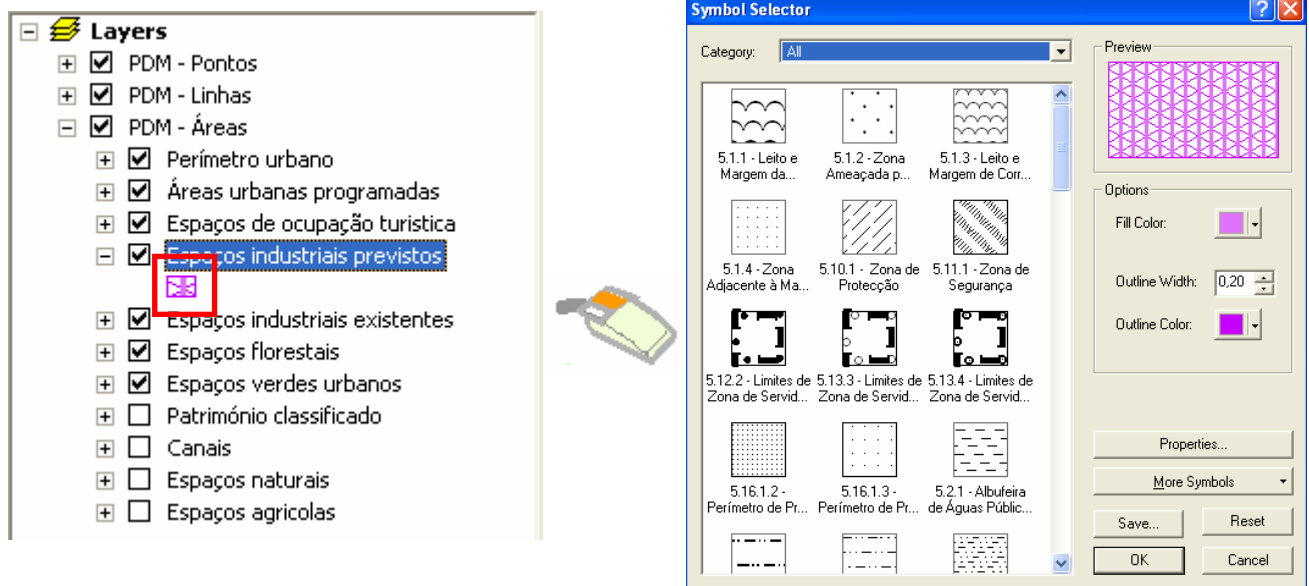 Layers
PDM - Pontos
PDM - Linhas
PDM - Áreas
Perímetro urbano
Áreas urbanas programadas
Espaços de ocupação turistica
Espaços industriais previstos
Espaços industriais existentes
Espaços florestais
Espaços verdes urbanos
Património classificado
Canais
Espaços naturais
Espaços agricolas
Symbol Selector
Category: All
5.1.1 - Leito e
Margem da...
5.1.2 - Zona
Ameaçada p...
5.1.3 - Leito e
Margem de Corr...
5.1.4 - Zona
Adjacente à Ma...
5.10.1 - Zona de
Protecção
5.11.1 - Zona de
Segurança
5.12.2 - Limites de
Zona de Servid...
5.13.3 - Limites de
Zona de Servid...
5.13.4 - Limites de
Zona de Servid...
5.16.1.2 -
Perímetro de Pr...
5.16.1.3 -
Perímetro de Pr...
5.2.1 - Albufeira
de Águas Públic...
Preview
Options
Fill Color:
Outline Width: 0,20
Outline Color:
Properties...
More Symbols
Save... Reset
OK Cancel